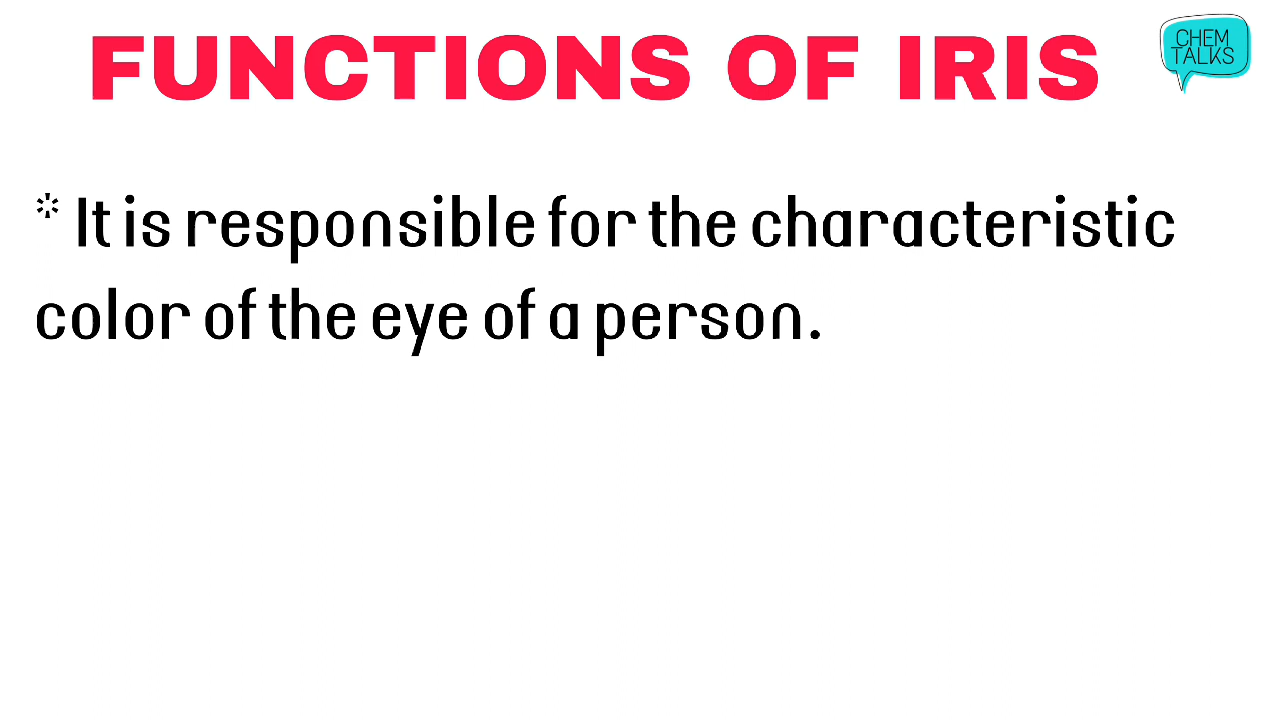 FUNCTIONS OF IRIS
CHEM
TALKS
* It is responsible for the characteristic
color of the eye of a person.